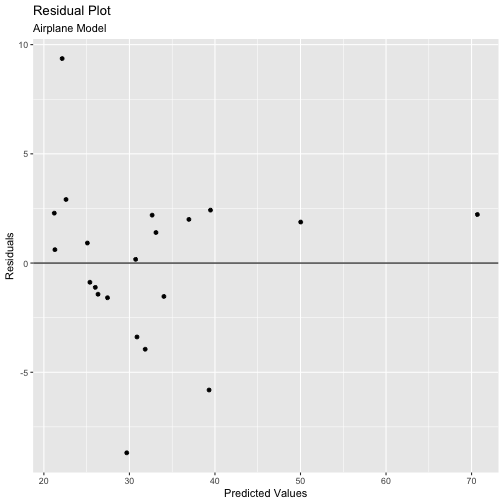 Residual Plot
Airplane Model
10
5
0
-5
Residuals
20 30 40 50 60 70
Predicted Values